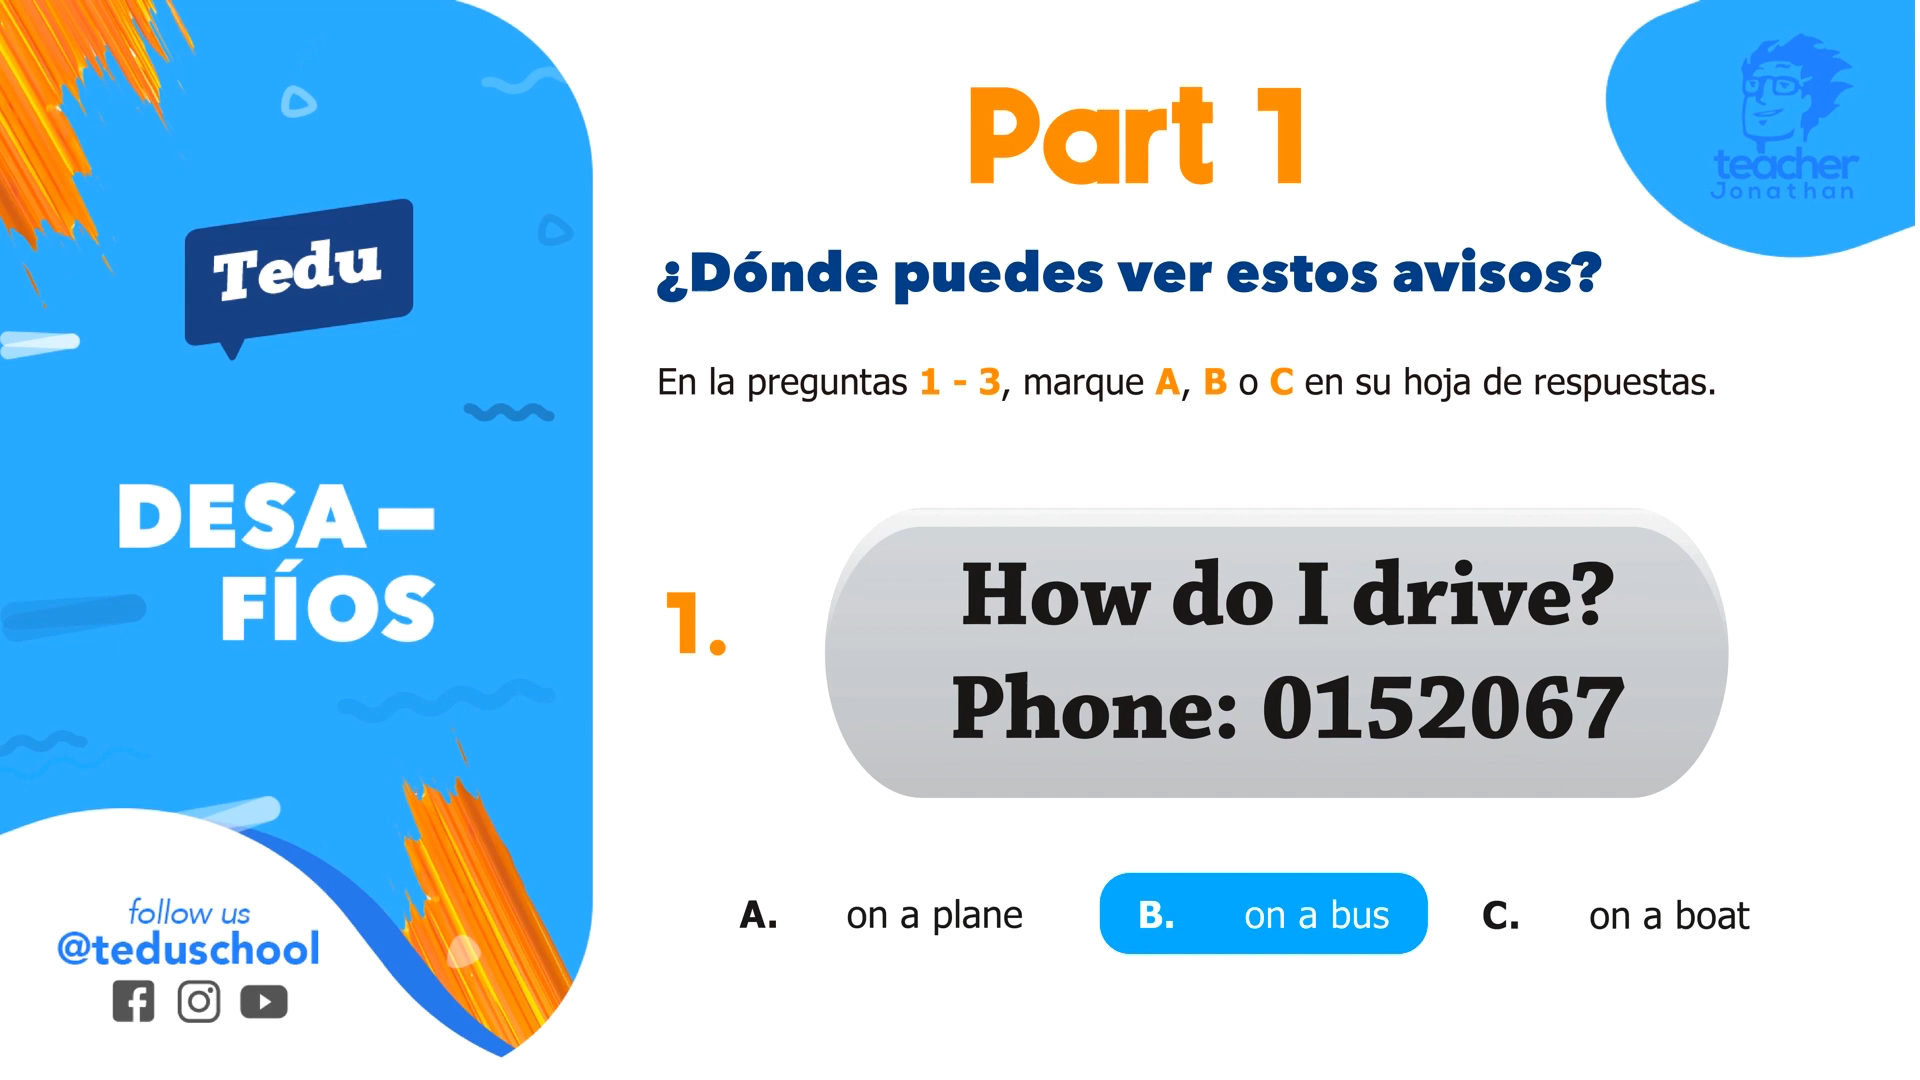 Tedu
DESA-
FÍOS
follow us
@teduschool
Part 1
teacher
Jonathan
¿Dónde puedes ver estos avisos?
En la preguntas 1 - 3, marque A, B o C en su hoja de respuestas.
1.
How do I drive?
Phone: 0152067
A. on a plane B. on a bus C. on a boat